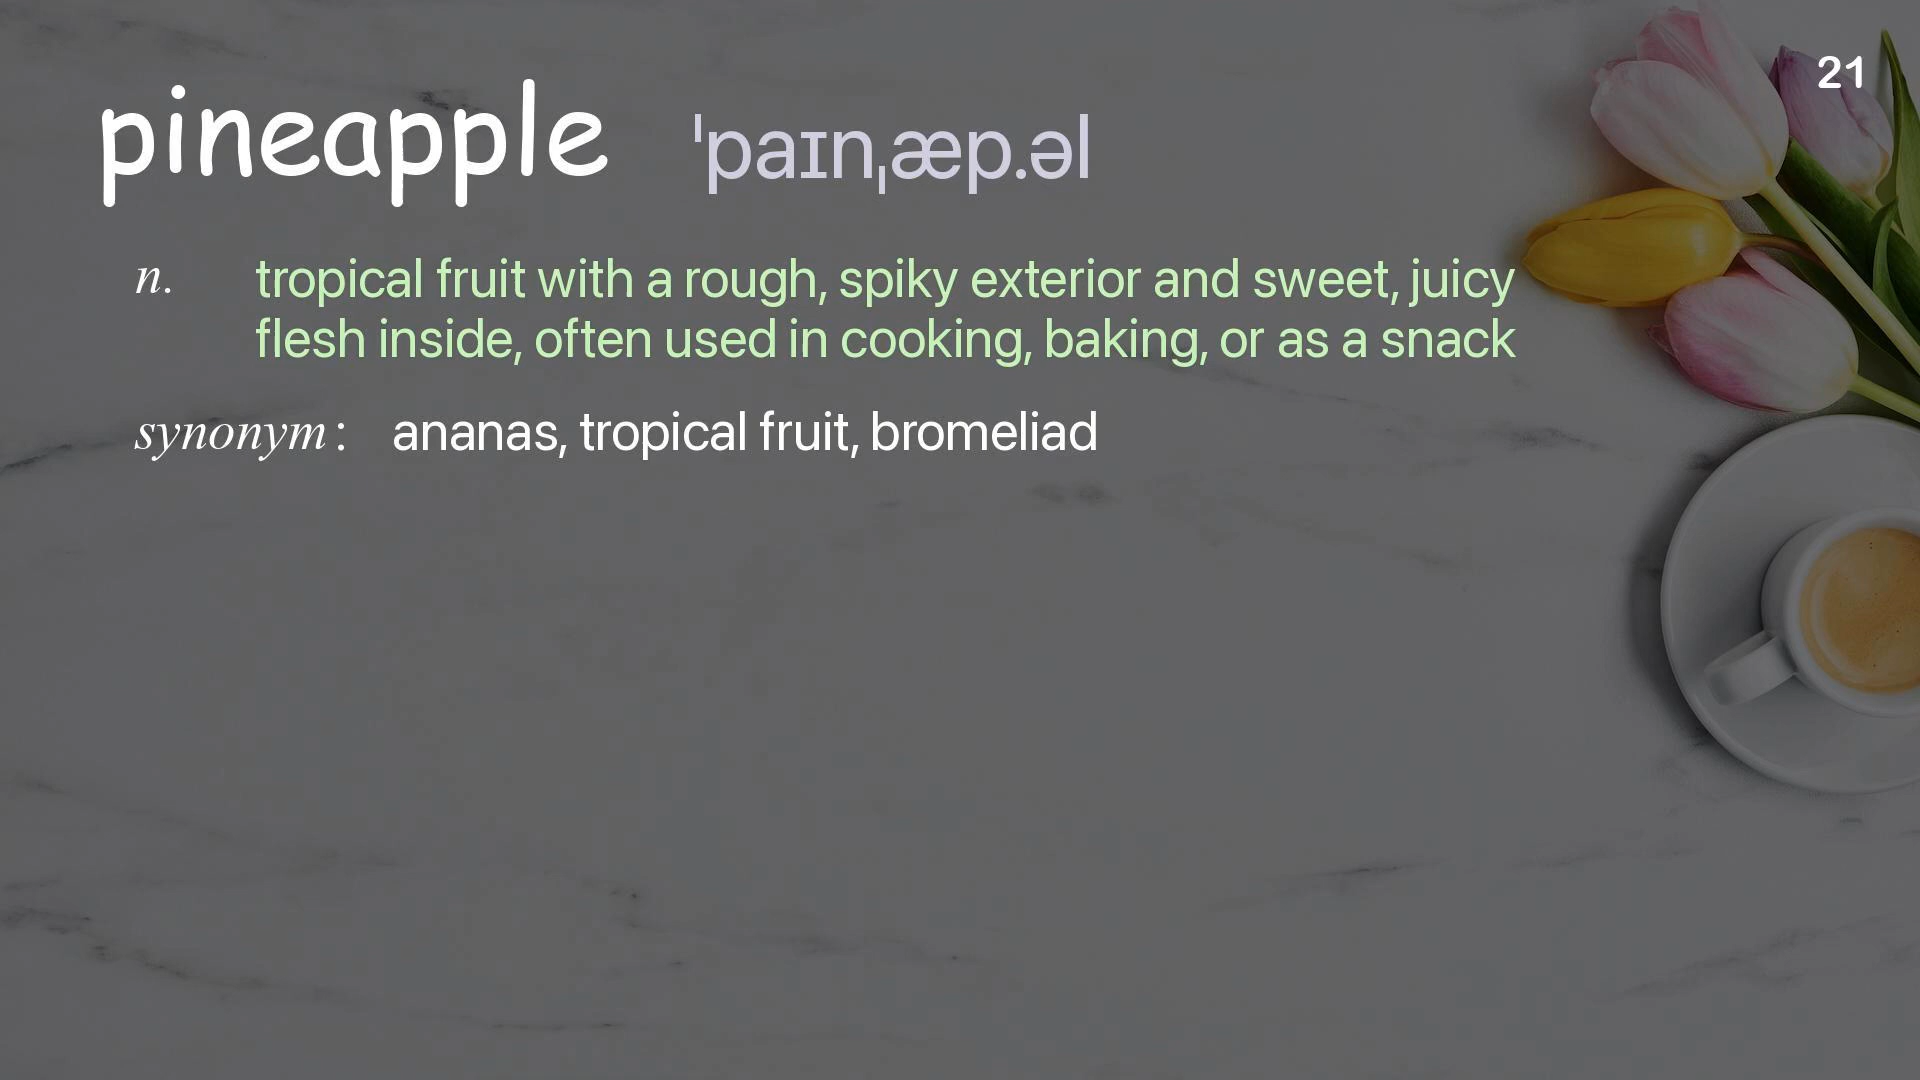 21
pineapple ˈpaɪnˌæp.əl
n. tropical fruit with a rough, spiky exterior and sweet, juicy
flesh inside, often used in cooking, baking, or as a snack
synonym: ananas, tropical fruit, bromeliad